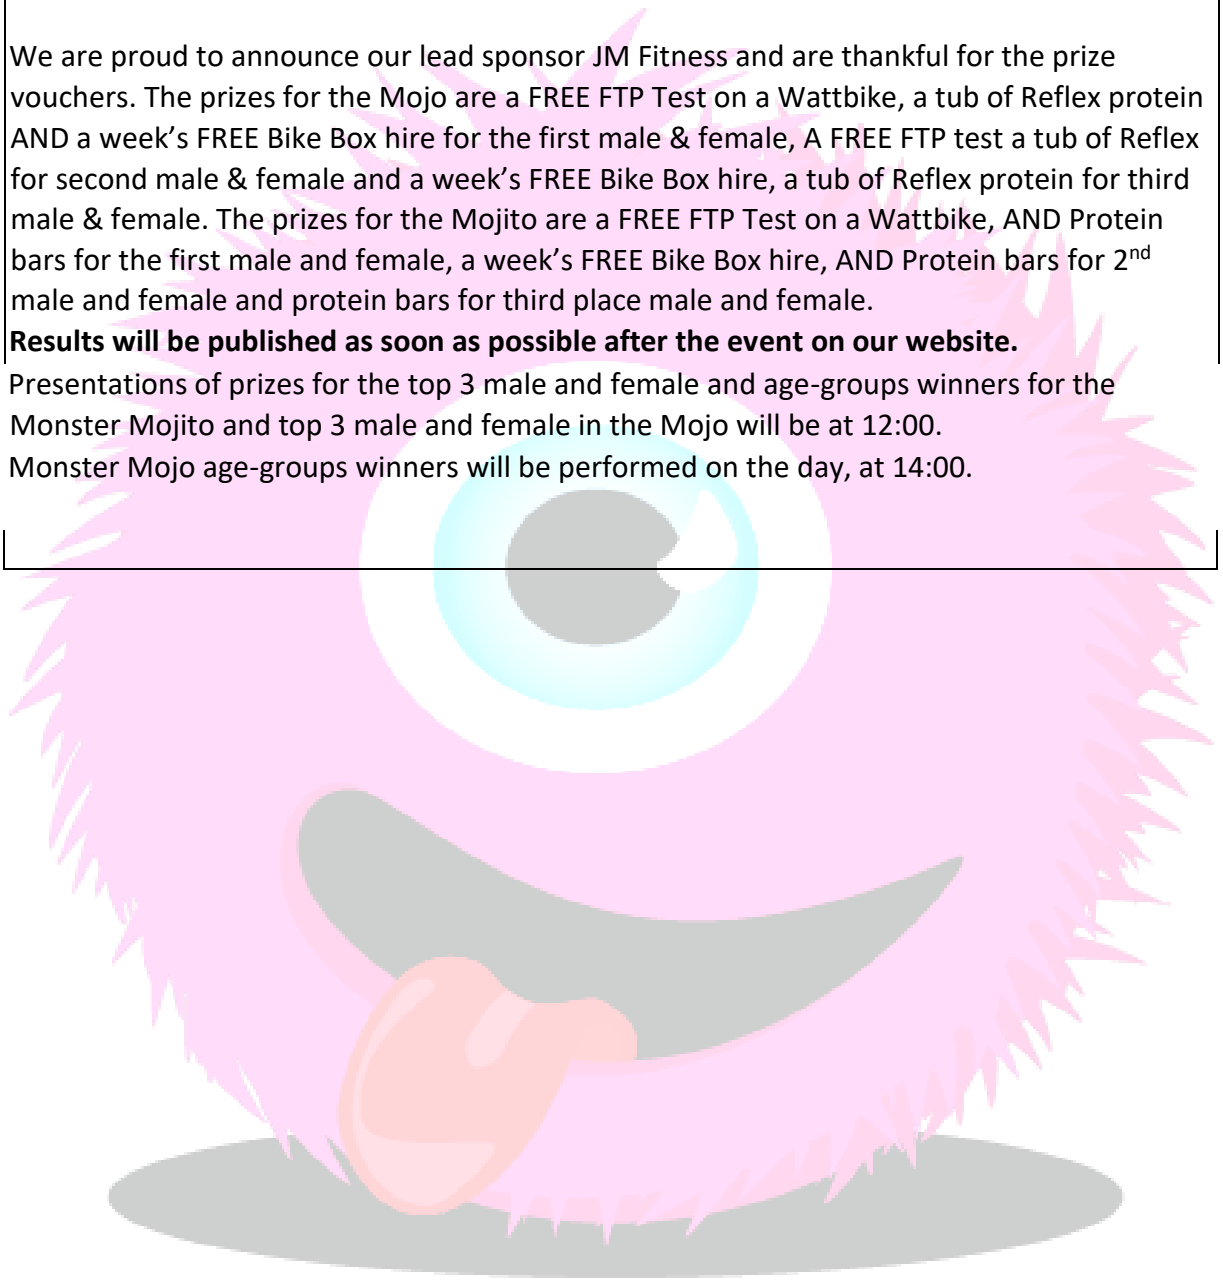 We are proud to announce our lead sponsor JM Fitness and are thankful for the prize
vouchers. The prizes for the Mojo are a FREE FTP Test on a Wattbike, a tub of Reflex protein
AND a week’s FREE Bike Box hire for the first male & female, A FREE FTP test a tub of Reflex
for second male & female and a week’s FREE Bike Box hire, a tub of Reflex protein for third
male & female. The prizes for the Mojito are a FREE FTP Test on a Wattbike, AND Protein
bars for the first male and female, a week’s FREE Bike Box hire, AND Protein bars for 2nd
male and female and protein bars for third place male and female.
Results will be published as soon as possible after the event on our website.
Presentations of prizes for the top 3 male and female and age-groups winners for the
Monster Mojito and top 3 male and female in the Mojo will be at 12:00.
Monster Mojo age-groups winners will be performed on the day, at 14:00.